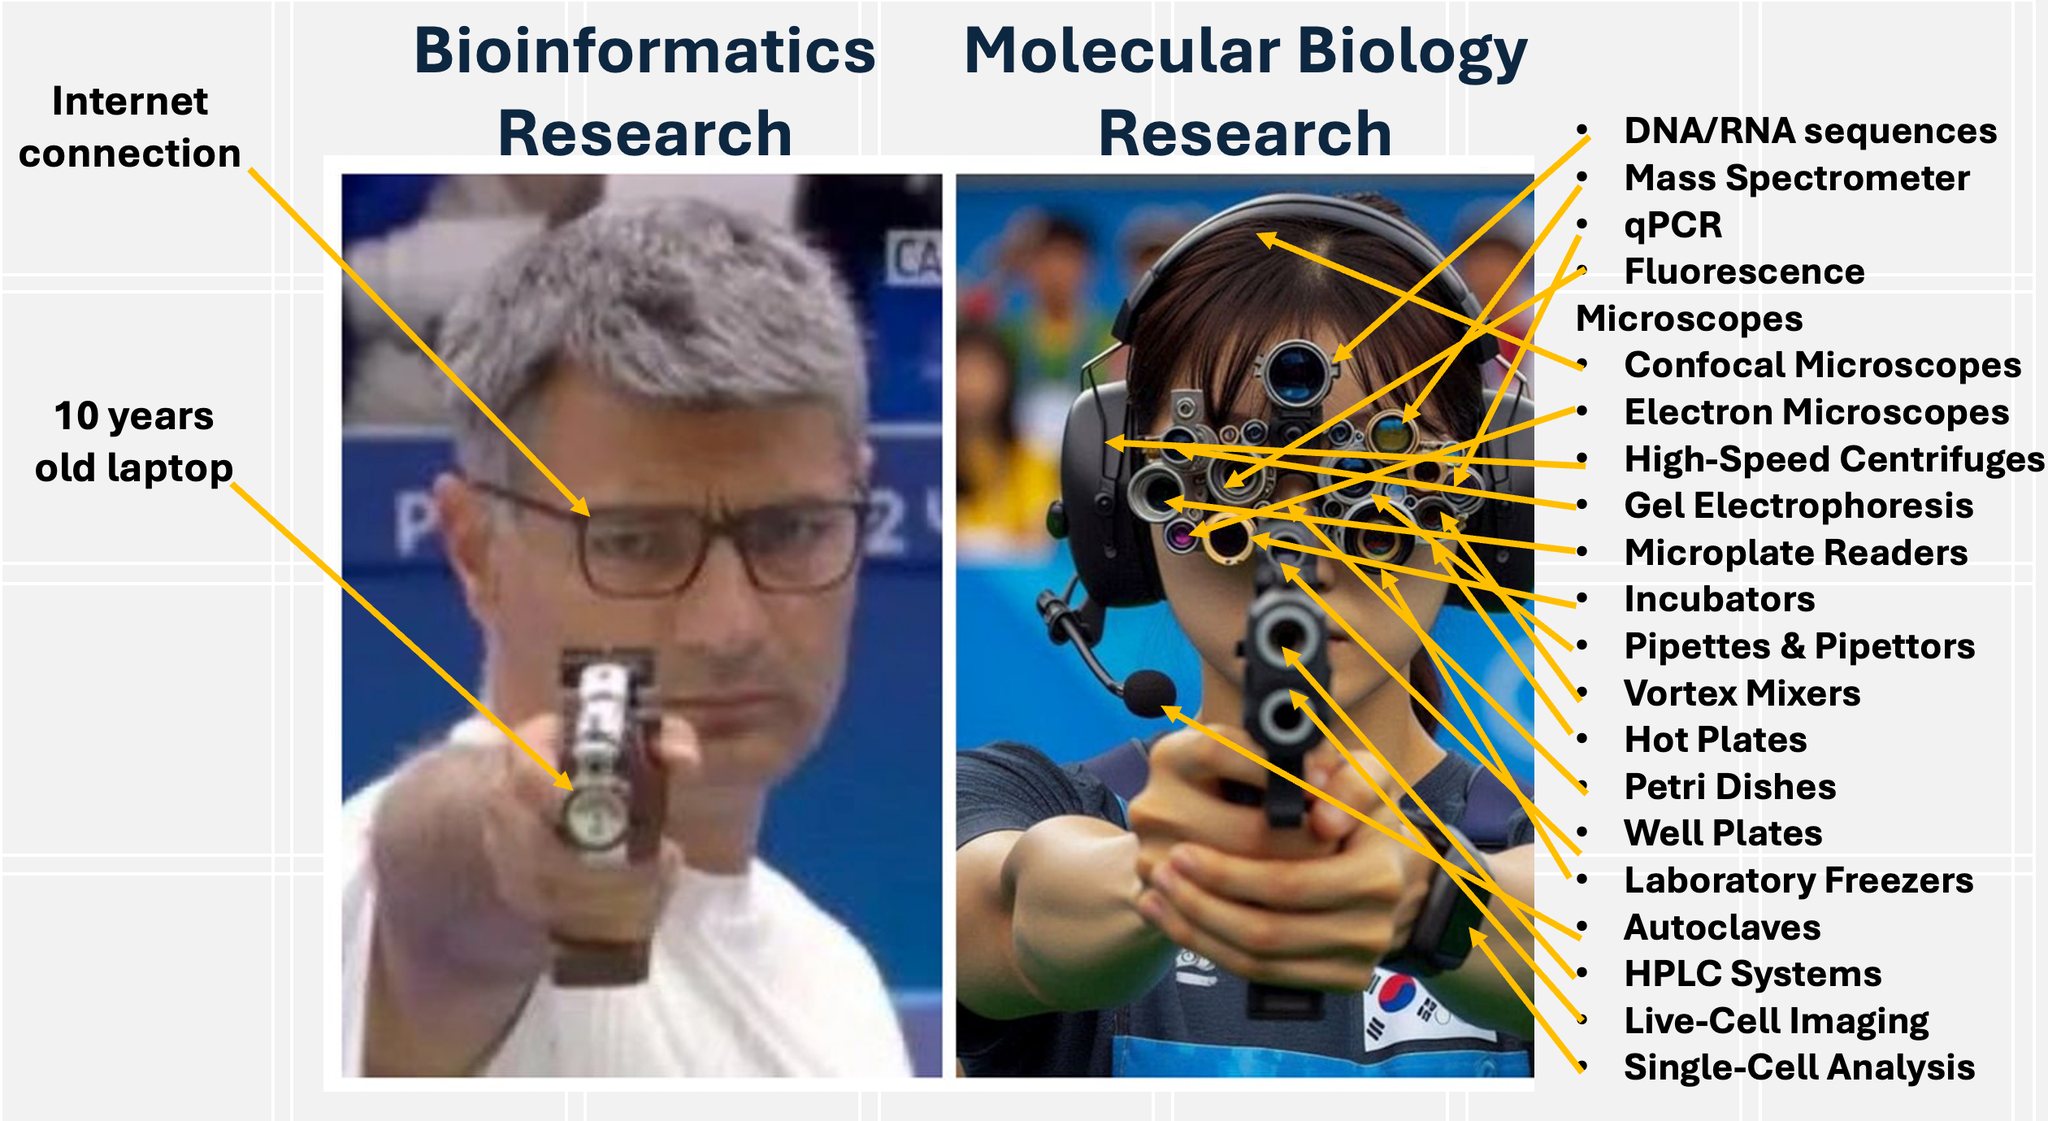 Bioinformatics
Research
Molecular Biology
Research
Internet
connection
10 years
old laptop
CA
P
2
• DNA/RNA sequences
• Mass Spectrometer
• qPCR
• Fluorescence
Microscopes
• Confocal Microscopes
• Electron Microscopes
• High-Speed Centrifuges
• Gel Electrophoresis
• Microplate Readers
• Incubators
• Pipettes & Pipettors
• Vortex Mixers
• Hot Plates
• Petri Dishes
• Well Plates
• Laboratory Freezers
• Autoclaves
• HPLC Systems
• Live-Cell Imaging
• Single-Cell Analysis